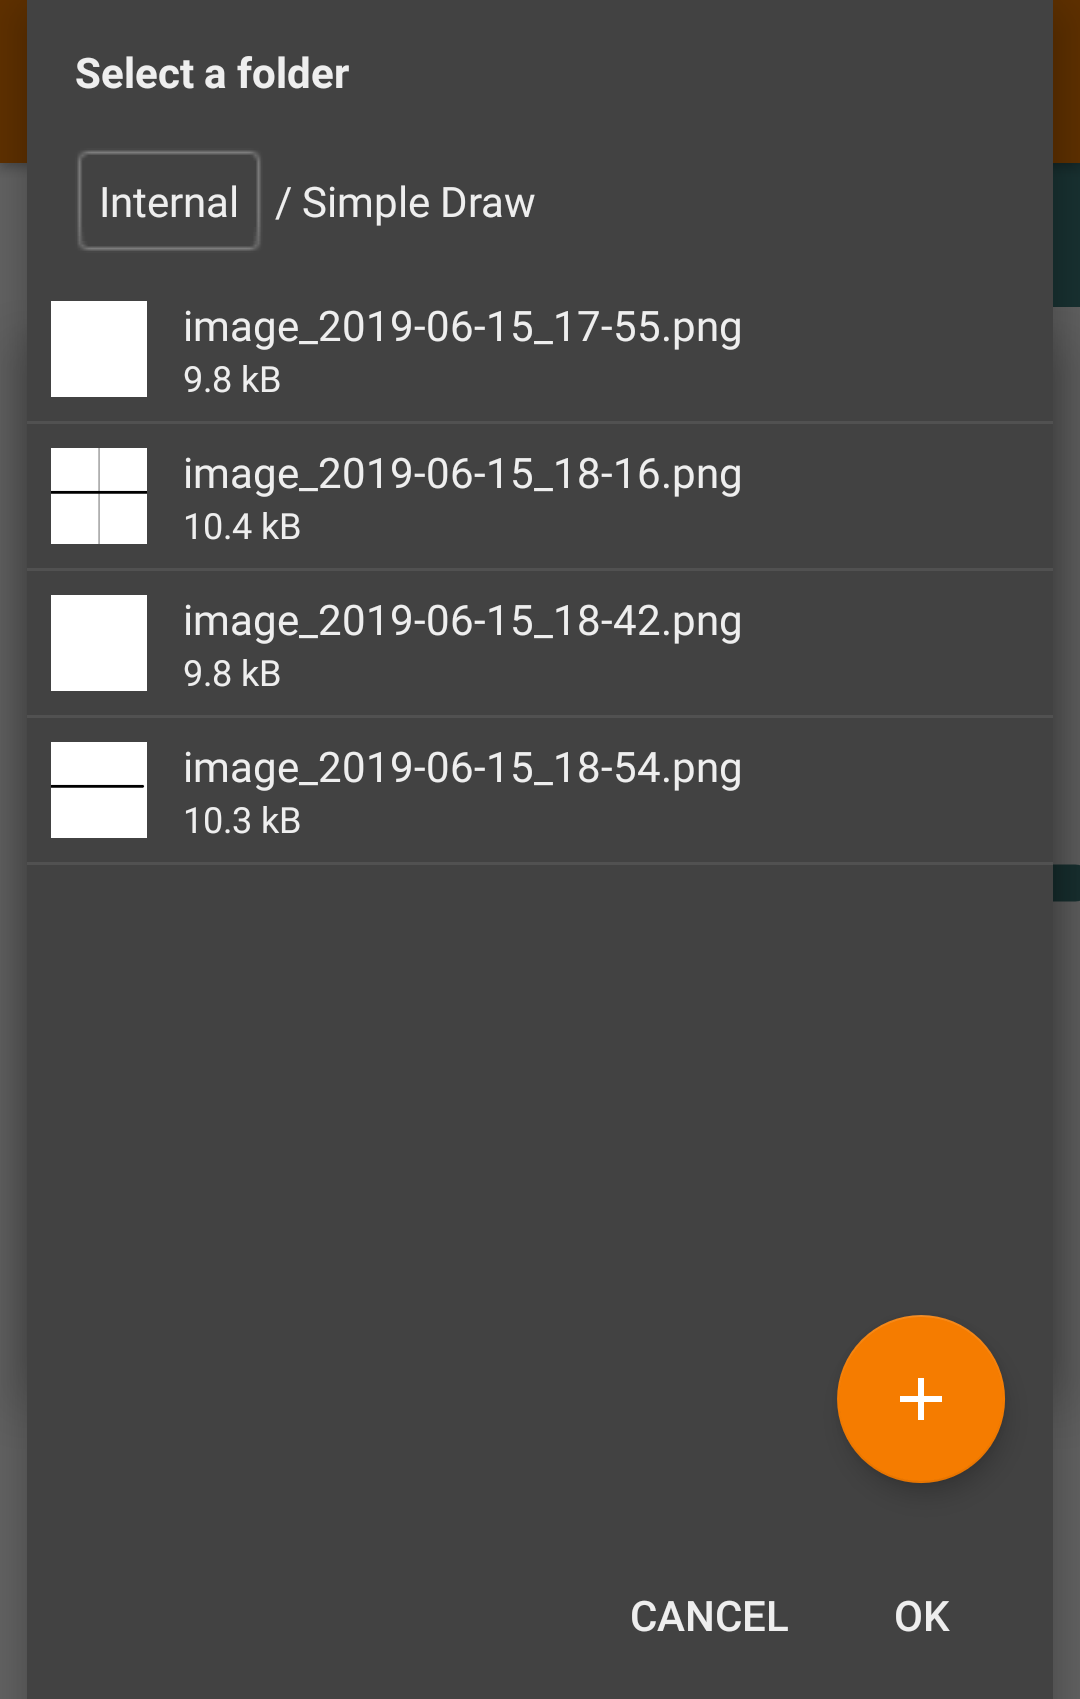 Select a folder
Internal / Simple Draw
image_2019-06-15_17-55.png
9.8 kB
image_2019-06-15_18-16.png
10.4 kB
image_2019-06-15_18-42.png
9.8 kB
image_2019-06-15_18-54.png
10.3 kB
CANCEL OK